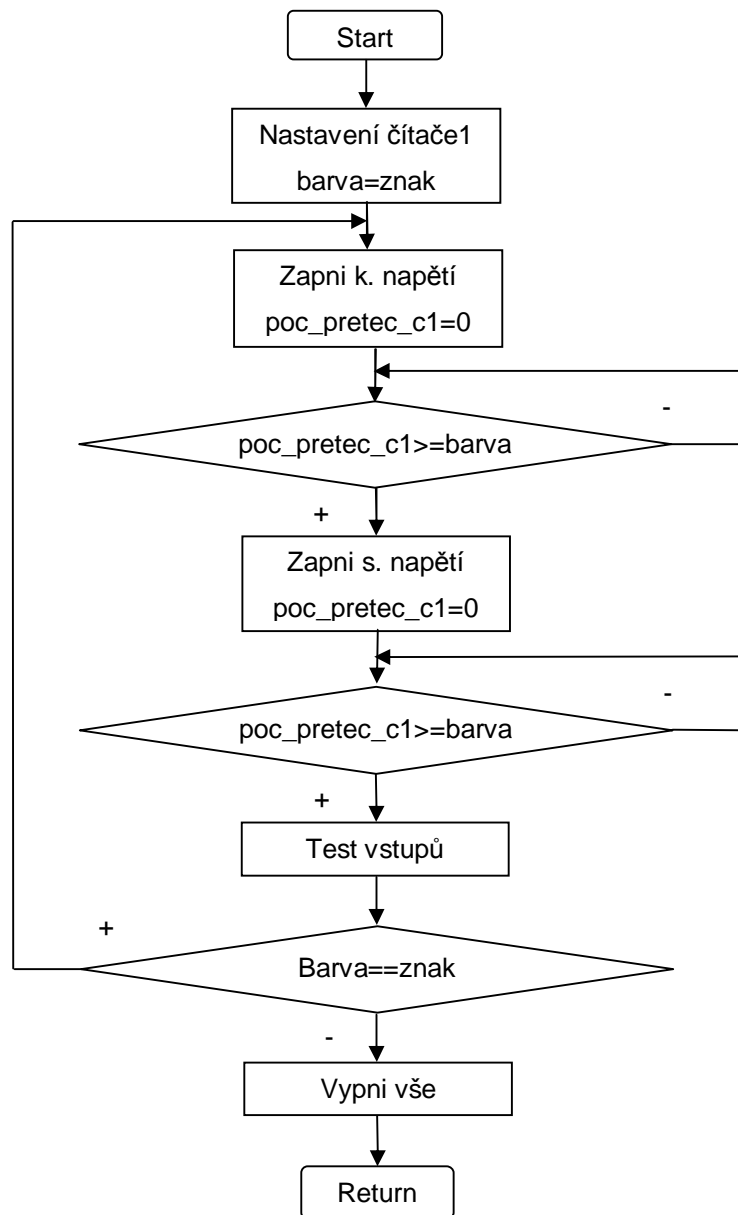 Start
Nastavení čítače1
barva=znak
Zapni k. napětí
poc_pretec_c1=0
-
poc_pretec_c1>=barva
+
Zapni s. napětí
poc_pretec_c1=0
-
poc_pretec_c1>=barva
+
Test vstupů
+
Barva==znak
-
Vypni vše
Return